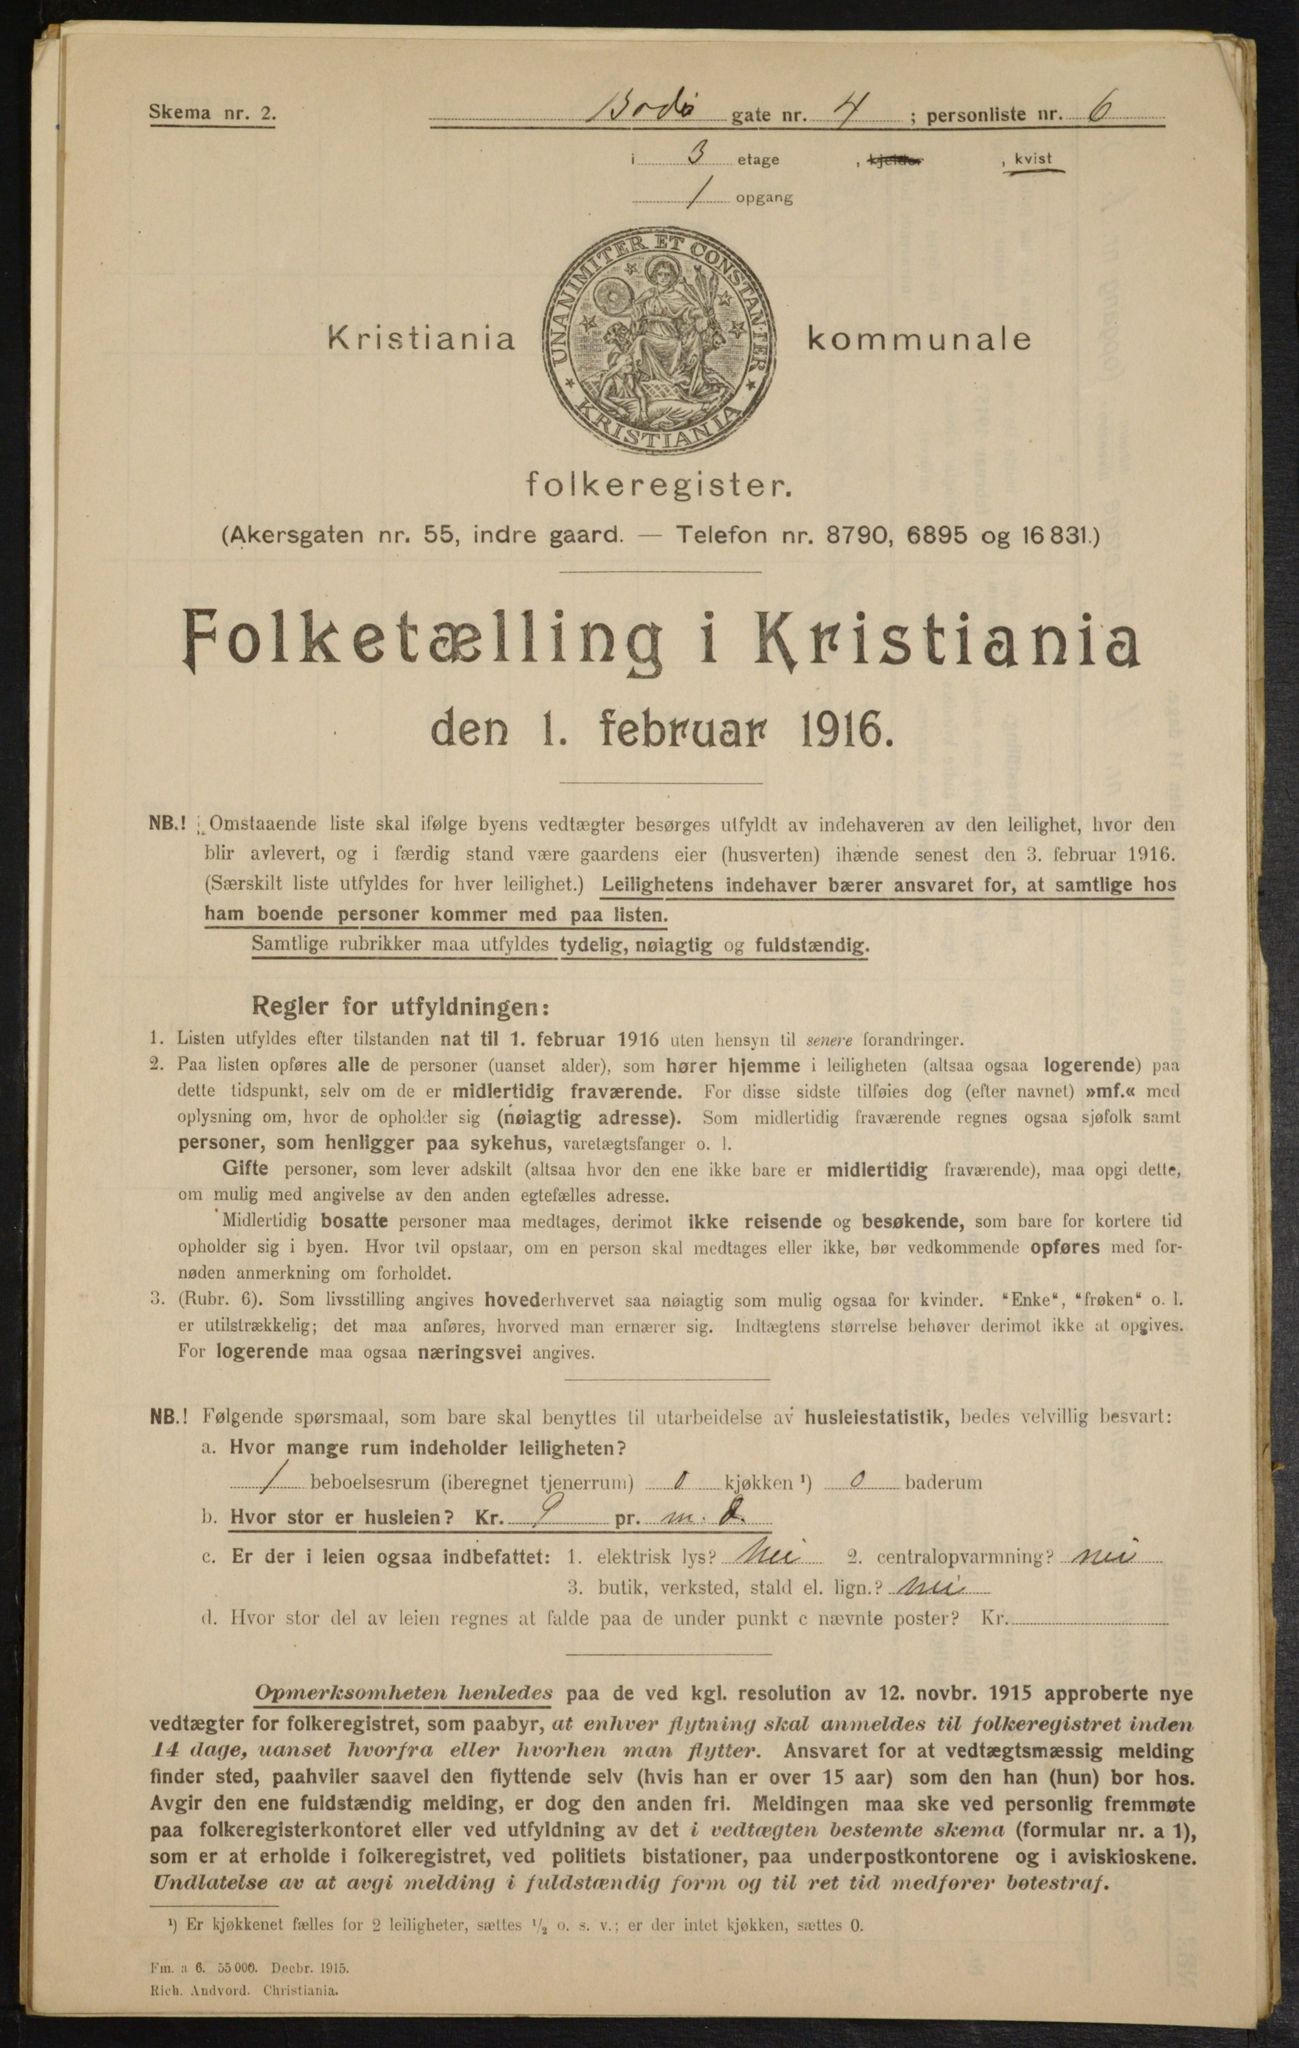 Skema nr. 2.
Bodø gate nr. 4 ; personliste nr. 6
i 3 etage , kjelder , kvist
1 opgang
UNANIMITER ET CONSTANTER
KRISTIANIA
Kristiania kommunale
folkeregister.
(Akersgaten nr. 55, indre gaard. — Telefon nr. 8790, 6895 og 16 831.)
Folketælling i Kristiania
den 1. februar 1916.
NB.! Omstaaende liste skal ifølge byens vedtægter besørges utfyldt av indehaveren av den leilighet, hvor den
blir avlevert, og i færdig stand være gaardens eier (husverten) ihænde senest den 3. februar 1916.
(Særskilt liste utfyldes for hver leilighet.) Leilighetens indehaver bærer ansvaret for, at samtlige hos
ham boende personer kommer med paa listen.
Samtlige rubrikker maa utfyldes tydelig, nøiagtig og fuldstændig.
Regler for utfyldningen:
1. Listen utfyldes efter tilstanden nat til 1. februar 1916 uten hensyn til senere forandringer.
2. Paa listen opføres alle de personer (uanset alder), som hører hjemme i leiligheten (altsaa ogsaa logerende) paa
dette tidspunkt, selv om de er midlertidig fraværende. For disse sidste tilføies dog (efter navnet) »mf.« med
oplysning om, hvor de opholder sig (nøiagtig adresse). Som midlertidig fraværende regnes ogsaa sjøfolk samt
personer, som henligger paa sykehus, varetægtsfanger o. l.
Gifte personer, som lever adskilt (altsaa hvor den ene ikke bare er midlertidig fraværende), maa opgi dette,
om mulig med angivelse av den anden egtefælles adresse.
Midlertidig bosatte personer maa medtages, derimot ikke reisende og besøkende, som bare for kortere tid
opholder sig i byen. Hvor tvil opstaar, om en person skal medtages eller ikke, bør vedkommende opføres med for-
nøden anmerkning om forholdet.
3. (Rubr. 6). Som livsstilling angives hovederhvervet saa nøiagtig som mulig ogsaa for kvinder. "Enke", "frøken" o. l.
er utilstrækkelig; det maa anføres, hvorved man ernærer sig. Indtægtens størrelse behøver derimot ikke at opgives.
For logerende maa ogsaa næringsvei angives.
NB.! Følgende spørsmaal, som bare skal benyttes til utarbeidelse av husleiestatistik, bedes velvillig besvart:
a. Hvor mange rum indeholder leiligheten?
1 beboelsesrum (iberegnet tjenerrum) 0 kjøkken ¹) 0 baderum
b. Hvor stor er husleien? Kr. 9 pr. m. d.
c. Er der i leien ogsaa indbefattet: 1. elektrisk lys? Nei 2. centralopvarmning? nei
3. butik, verksted, stald el. lign.? nei
d. Hvor stor del av leien regnes at falde paa de under punkt c nævnte poster? Kr.
Opmerksomheten henledes paa de ved kgl. resolution av 12. novbr. 1915 approberte nye
vedtægter for folkeregistret, som paabyr, at enhver flytning skal anmeldes til folkeregistret inden
14 dage, uanset hvorfra eller hvorhen man flytter. Ansvaret for at vedtægtsmæssig melding
finder sted, paahviler saavel den flyttende selv (hvis han er over 15 aar) som den han (hun) bor hos.
Avgir den ene fuldstændig melding, er dog den anden fri. Meldingen maa ske ved personlig fremmøte
paa folkeregisterkontoret eller ved utfyldning av det i vedtægten bestemte skema (formular nr. a 1),
som er at erholde i folkeregistret, ved politiets bistationer, paa underpostkontorene og i aviskioskene.
Undlatelse av at avgi melding i fuldstændig form og til ret tid medfører bøtestraf.
¹) Er kjøkkenet fælles for 2 leiligheter, sættes ½ o. s. v.; er der intet kjøkken, sættes 0.
Fm. a 6. 55 000. Decbr. 1915.
Rich. Andvord. Christiania.